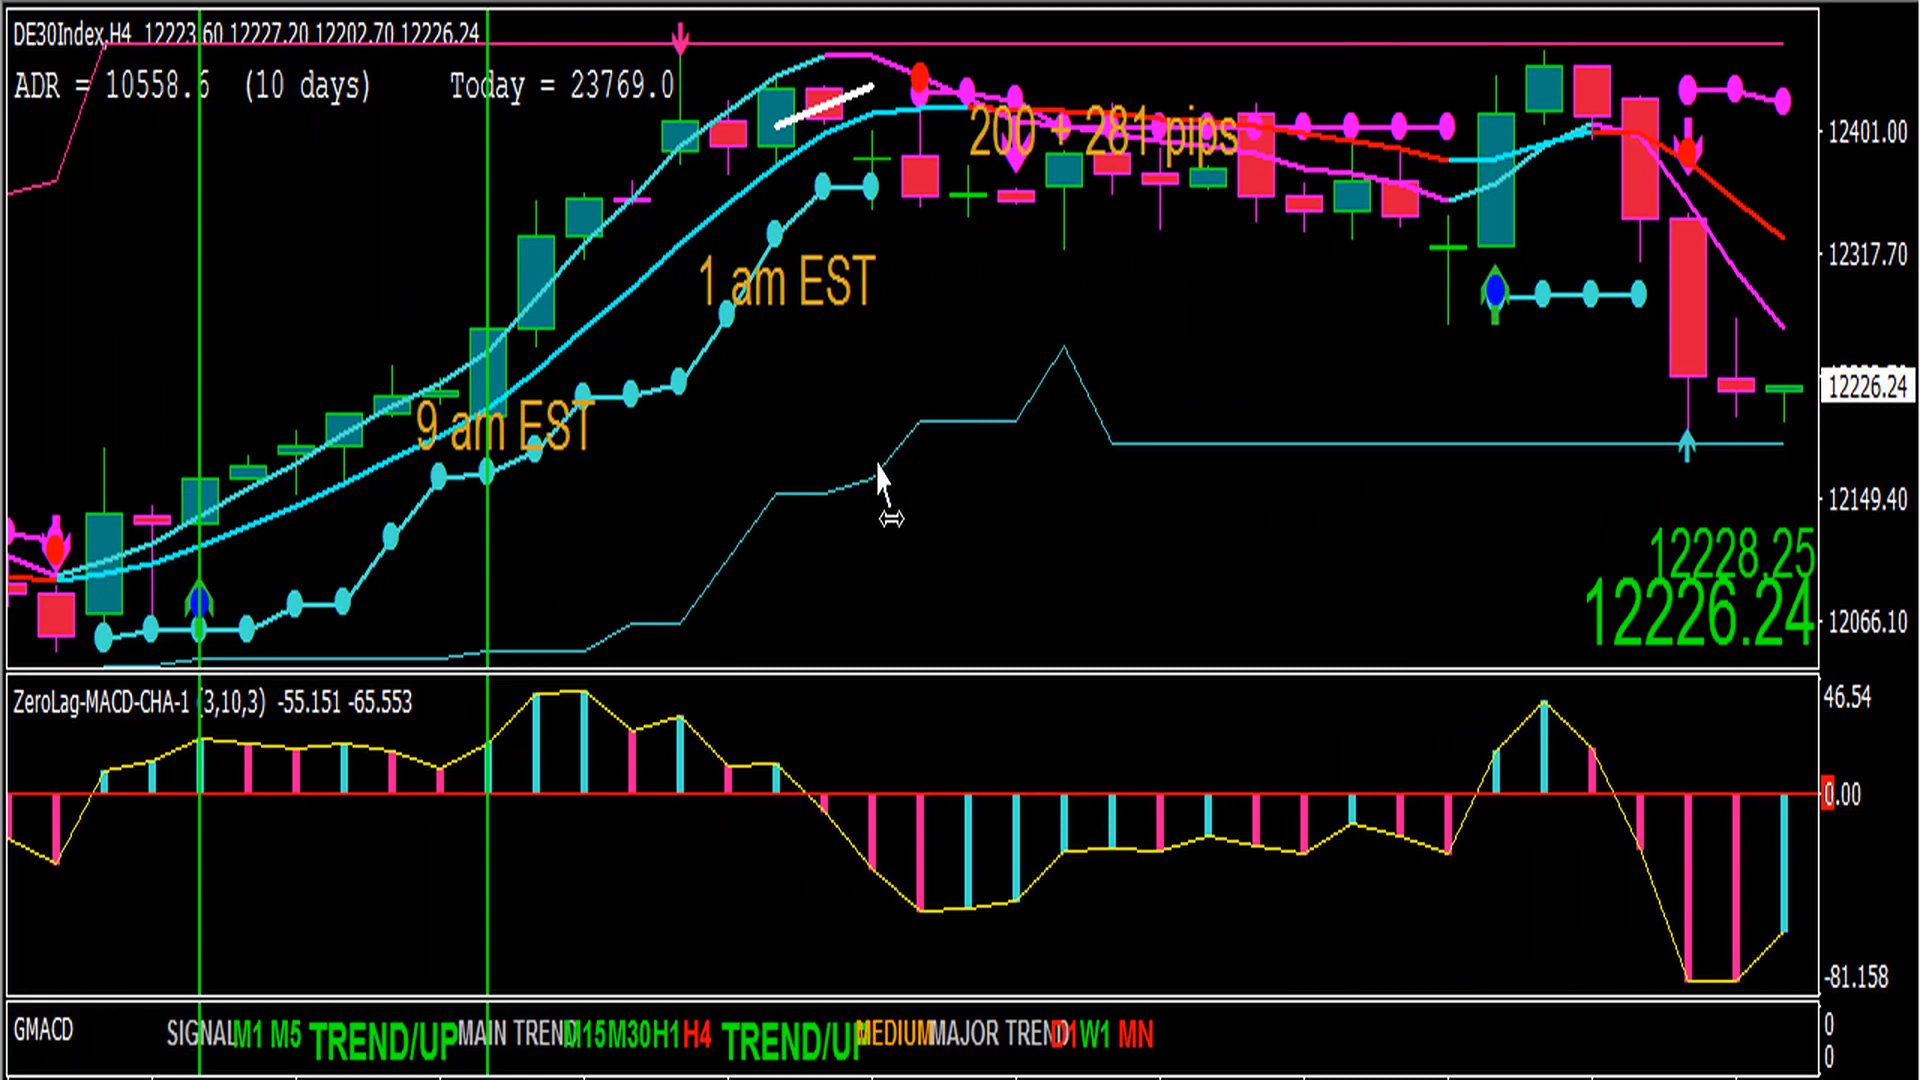 DE30Index,H4 12223.60 12227.20 12202.70 12226.24
ADR = 10558.6 (10 days) Today = 23769.0
200 + 281 pips
12401.00
1 am EST
12317.70
12226.24
9 am EST
12149.40
12228.25
12226.24
12066.10
ZeroLag-MACD-CHA-1 (3,10,3) -55.151 -65.553
46.54
0.00
-81.158
GMACD SIGNAL M1 M5 TREND/UP MAIN TREND M15 M30 H1 H4 TREND/UP MEDIUM MAJOR TREND D1 W1 MN
0
0